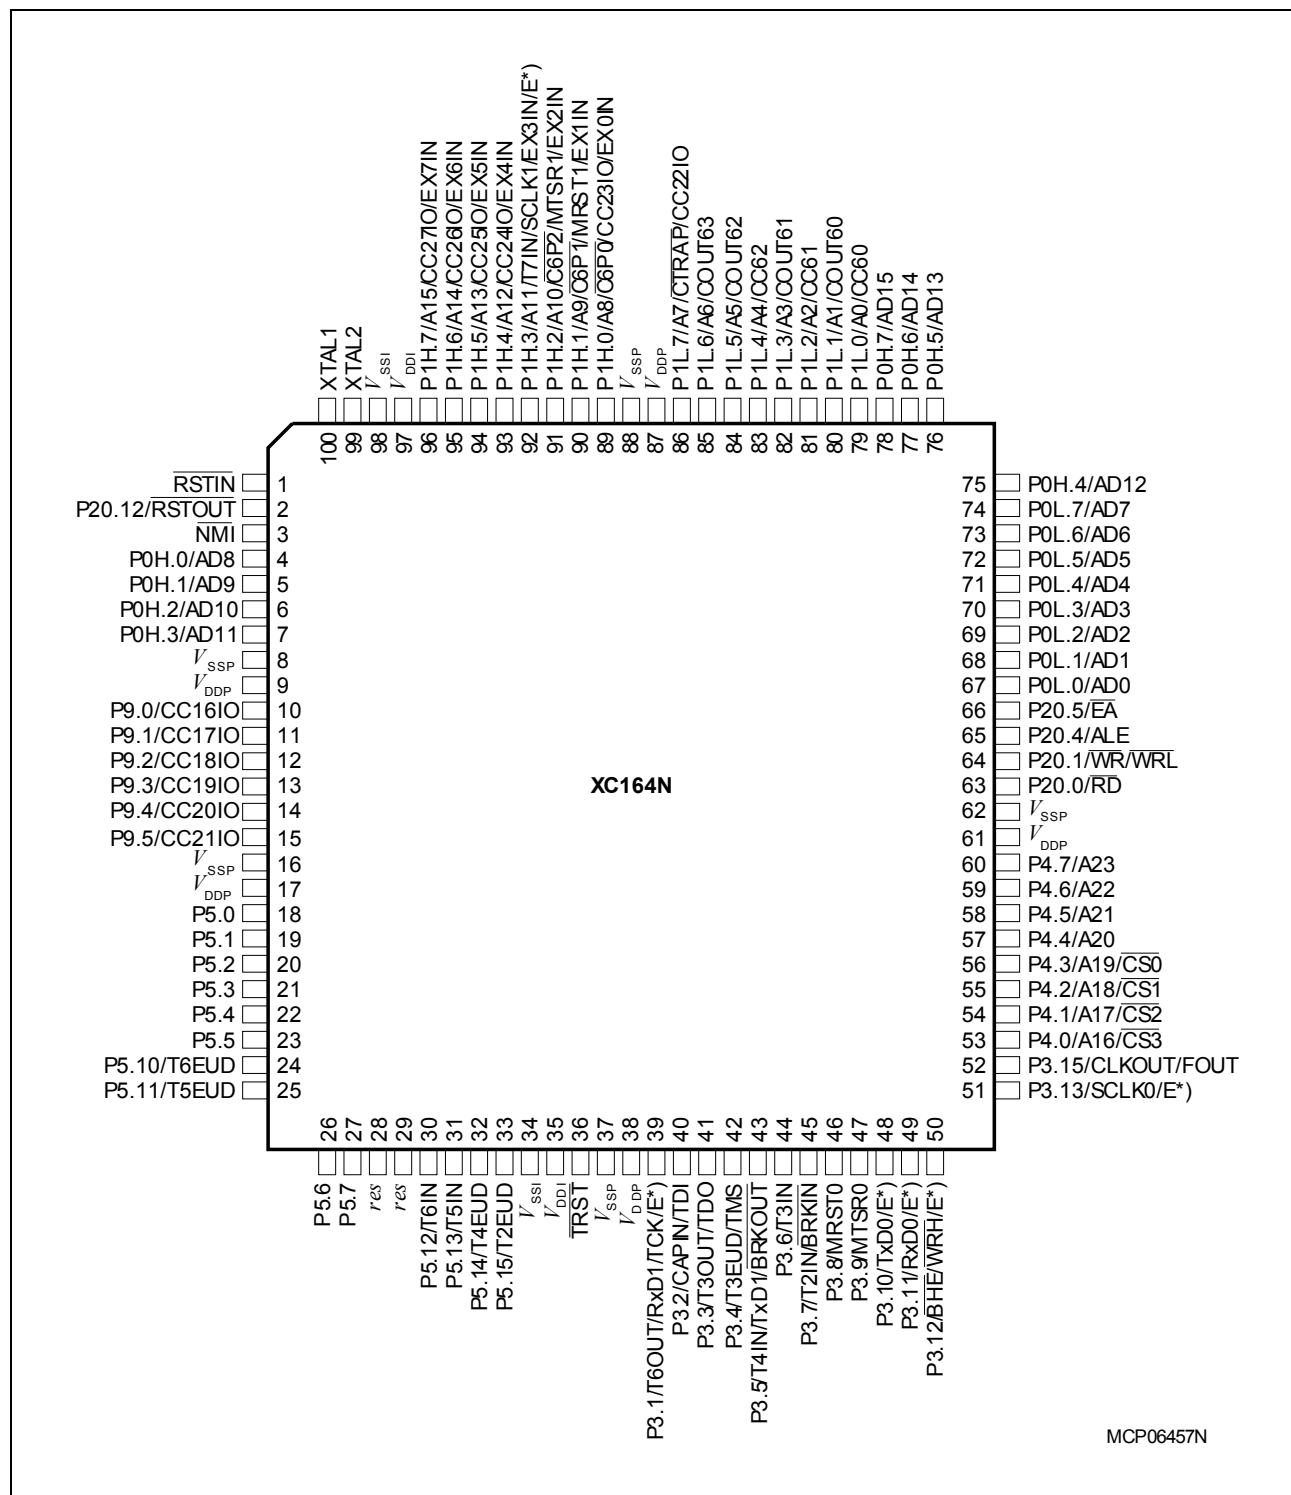 XTAL1
XTAL2
VSSI
VDDI
P1H.7/A15/CC27IO/EX7IN
P1H.6/A14/CC26IO/EX6IN
P1H.5/A13/CC25IO/EX5IN
P1H.4/A12/CC24IO/EX4IN
P1H.3/A11/T7IN/SCLK1/EX3IN/E*)
P1H.2/A10/C6P2/MTSR1/EX2IN
P1H.1/A9/C6P1/MRST1/EX1IN
P1H.0/A8/C6P0/CC23IO/EX0IN
VSSP
VDDP
P1L.7/A7/CTRAP/CC22IO
P1L.6/A6/COUT63
P1L.5/A5/COUT62
P1L.4/A4/CC62
P1L.3/A3/COUT61
P1L.2/A2/CC61
P1L.1/A1/COUT60
P1L.0/A0/CC60
P0H.7/AD15
P0H.6/AD14
P0H.5/AD13
100
99
98
97
96
95
94
93
92
91
90
89
88
87
86
85
84
83
82
81
80
79
78
77
76
RSTIN 1
P20.12/RSTOUT 2
NMI 3
P0H.0/AD8 4
P0H.1/AD9 5
P0H.2/AD10 6
P0H.3/AD11 7
VSSP 8
VDDP 9
P9.0/CC16IO 10
P9.1/CC17IO 11
P9.2/CC18IO 12
P9.3/CC19IO 13
P9.4/CC20IO 14
P9.5/CC21IO 15
VSSP 16
VDDP 17
P5.0 18
P5.1 19
P5.2 20
P5.3 21
P5.4 22
P5.5 23
P5.10/T6EUD 24
P5.11/T5EUD 25
XC164N
75 P0H.4/AD12
74 P0L.7/AD7
73 P0L.6/AD6
72 P0L.5/AD5
71 P0L.4/AD4
70 P0L.3/AD3
69 P0L.2/AD2
68 P0L.1/AD1
67 P0L.0/AD0
66 P20.5/EA
65 P20.4/ALE
64 P20.1/WR/WRL
63 P20.0/RD
62 VSSP
61 VDDP
60 P4.7/A23
59 P4.6/A22
58 P4.5/A21
57 P4.4/A20
56 P4.3/A19/CS0
55 P4.2/A18/CS1
54 P4.1/A17/CS2
53 P4.0/A16/CS3
52 P3.15/CLKOUT/FOUT
51 P3.13/SCLK0/E*)
26
27
28
29
30
31
32
33
34
35
36
37
38
39
40
41
42
43
44
45
46
47
48
49
50
P5.6
P5.7
res
res
P5.12/T6IN
P5.13/T5IN
P5.14/T4EUD
P5.15/T2EUD
VSSI
VDDI
TRST
VSSP
VDDP
P3.1/T6OUT/RxD1/TCK/E*)
P3.2/CAPIN/TDI
P3.3/T3OUT/TDO
P3.4/T3EUD/TMS
P3.5/T4IN/TxD1/BRKOUT
P3.6/T3IN
P3.7/T2IN/BRKIN
P3.8/MRST0
P3.9/MTSR0
P3.10/TxD0/E*)
P3.11/RxD0/E*)
P3.12/BHE/WRH/E*)
MCP06457N